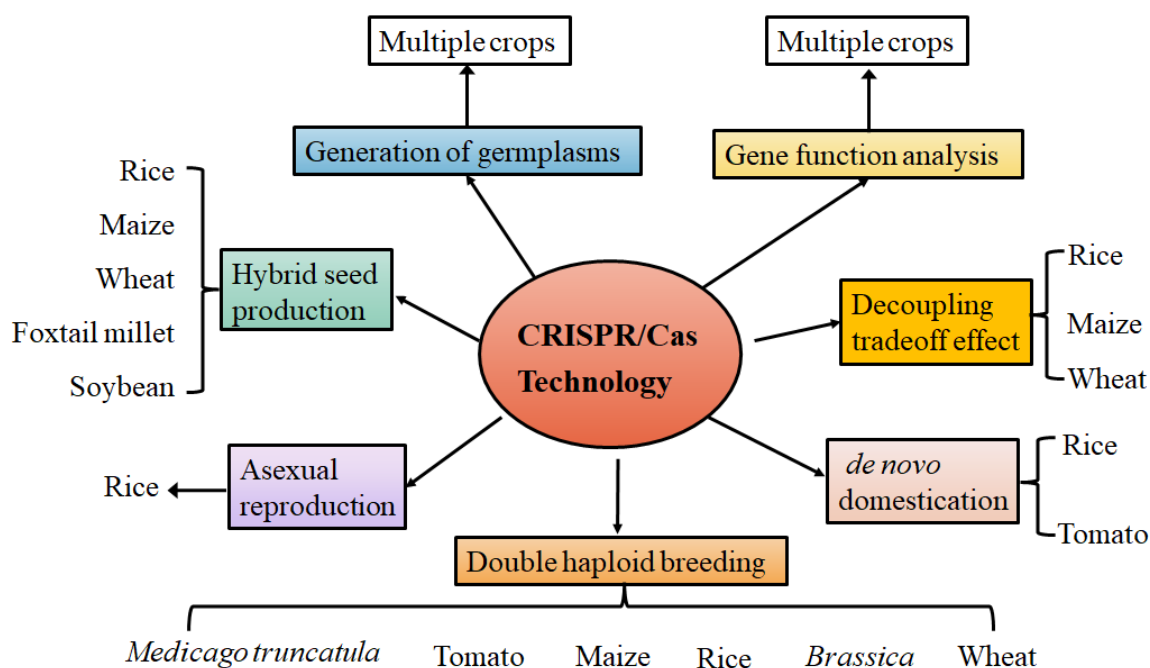 Multiple crops
Multiple crops
Generation of germplasms
Gene function analysis
Rice
Maize
Wheat
Foxtail millet
Soybean
Hybrid seed
production
CRISPR/Cas
Technology
Decoupling
tradeoff effect
Rice
Maize
Wheat
Rice
Asexual
reproduction
de novo
domestication
Rice
Tomato
Double haploid breeding
Medicago truncatula Tomato Maize Rice Brassica Wheat